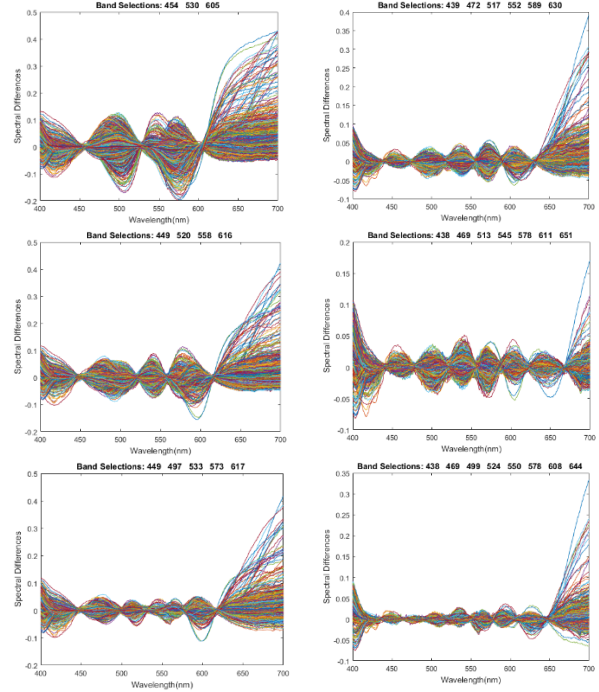 Band Selections: 454 530 605
0.5
0.4
0.3
0.2
0.1
0
-0.1
-0.2
Spectral Differences
400 450 500 550 600 650 700
Wavelength(nm)
Band Selections: 439 472 517 552 589 630
0.4
0.35
0.3
0.25
0.2
0.15
0.1
0.05
0
-0.05
-0.1
Spectral Differences
400 450 500 550 600 650 700
Wavelength(nm)
Band Selections: 449 520 558 616
0.5
0.4
0.3
0.2
0.1
0
-0.1
-0.2
Spectral Differences
400 450 500 550 600 650 700
Wavelength(nm)
Band Selections: 438 469 513 545 578 611 651
0.2
0.15
0.1
0.05
0
-0.05
-0.1
Spectral Differences
400 450 500 550 600 650 700
Wavelength(nm)
Band Selections: 449 497 533 573 617
0.5
0.4
0.3
0.2
0.1
0
-0.1
-0.2
Spectral Differences
400 450 500 550 600 650 700
Wavelength(nm)
Band Selections: 438 469 499 524 550 578 608 644
0.35
0.3
0.25
0.2
0.15
0.1
0.05
0
-0.05
-0.1
Spectral Differences
400 450 500 550 600 650 700
Wavelength(nm)